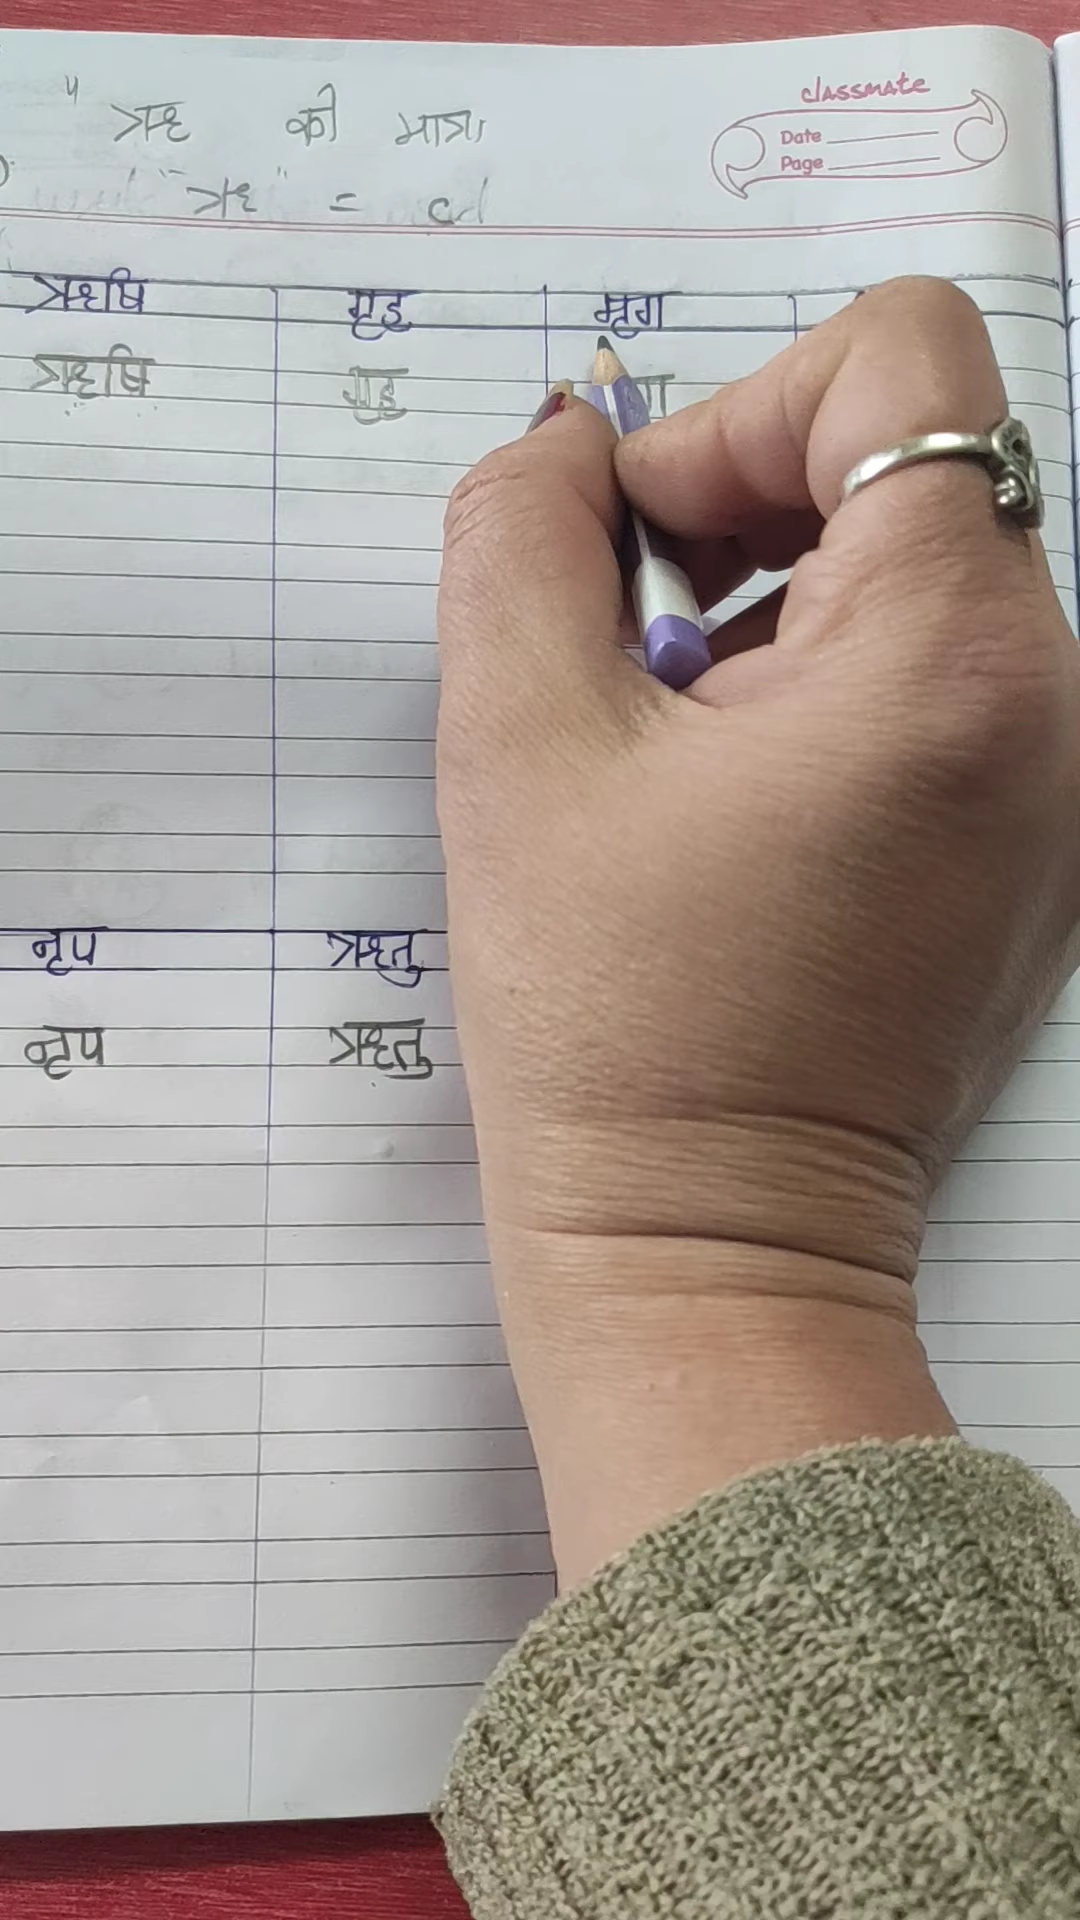 classmate
Date
Page
" ऋ की मात्रा
"ऋ" =
ऋषि गृह मृग
ऋषि गृह
नृप ऋतु
नृप ऋतु